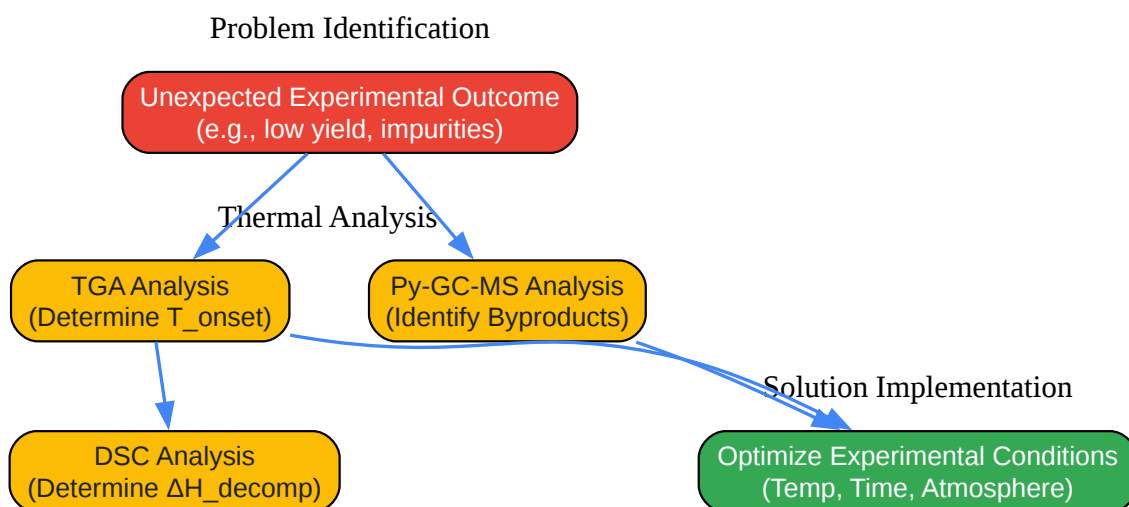 Problem Identification
Unexpected Experimental Outcome
(e.g., low yield, impurities)
Thermal Analysis
TGA Analysis
(Determine T_onset)
Py-GC-MS Analysis
(Identify Byproducts)
Solution Implementation
DSC Analysis
(Determine ΔH_decomp)
Optimize Experimental Conditions
(Temp, Time, Atmosphere)